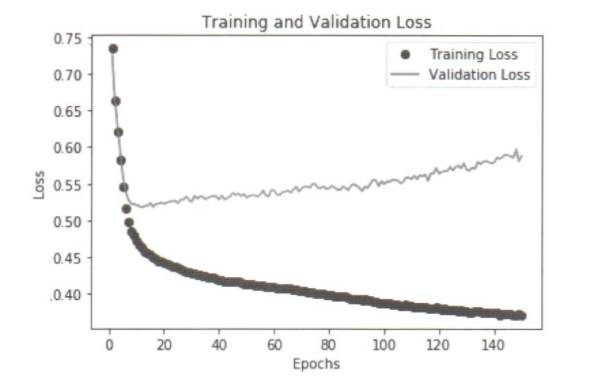 Training and Validation Loss
Training Loss
Validation Loss
0.75
0.70
0.65
0.60
0.55
0.50
0.45
0.40
Loss
0 20 40 60 80 100 120 140
Epochs